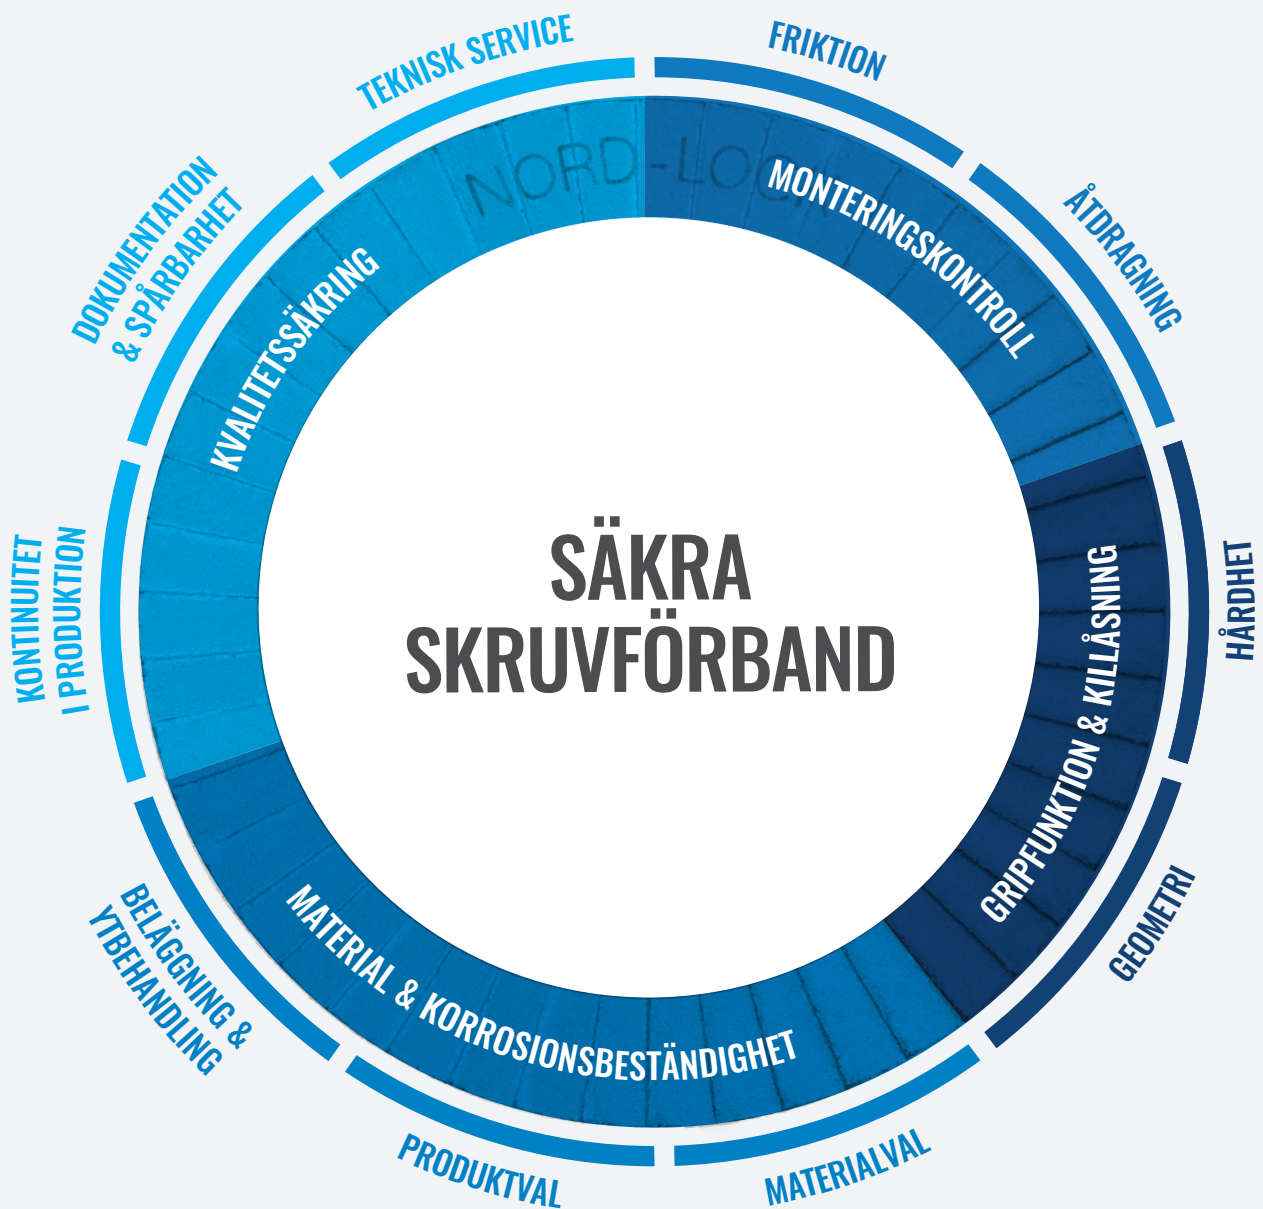 SÄKRA
SKRUVFÖRBAND
NORD-LOCK
MONTERINGSKONTROLL
FRIKTION
ÅTDRAGNING
GRIPFUNKTION & KILLÅSNING
HÅRDHET
GEOMETRI
MATERIAL & KORROSIONSBESTÄNDIGHET
MATERIALVAL
PRODUKTVAL
BELÄGGNING &
YTBEHANDLING
KVALITETSSÄKRING
KONTINUITET
I PRODUKTION
DOKUMENTATION
& SPÅRBARHET
TEKNISK SERVICE